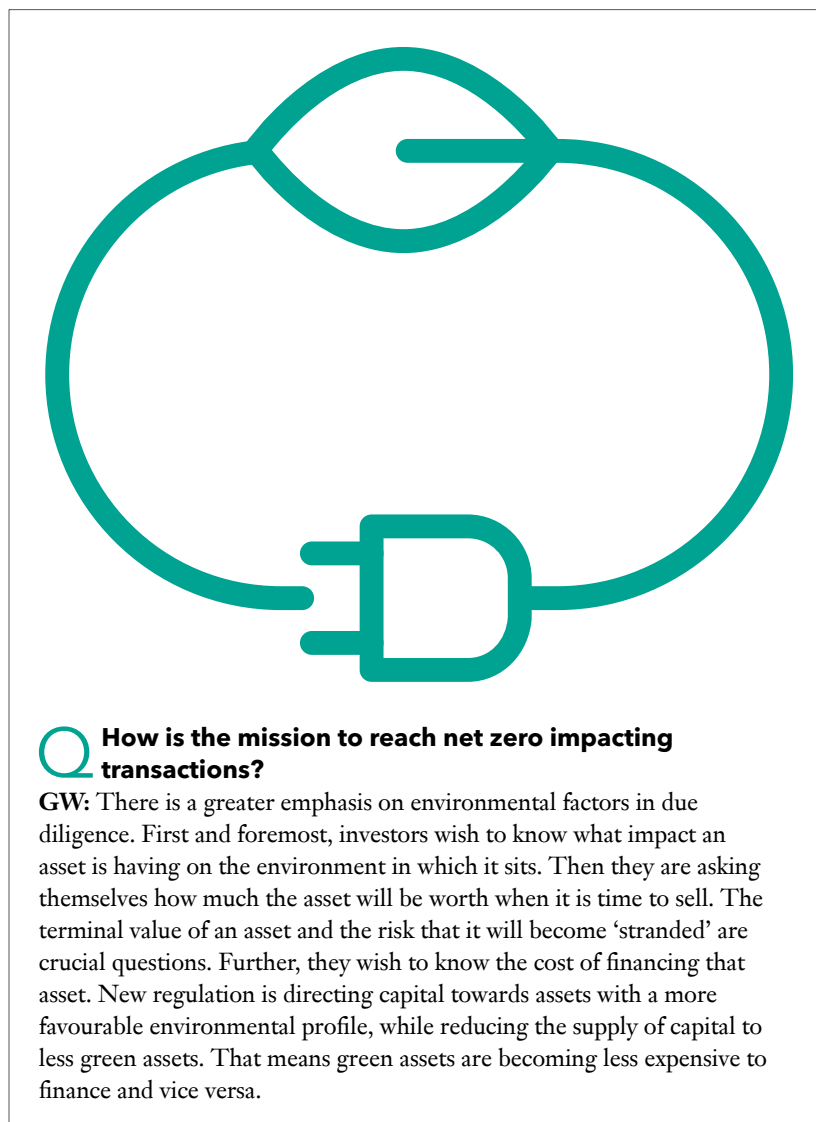 Q How is the mission to reach net zero impacting
transactions?
GW: There is a greater emphasis on environmental factors in due
diligence. First and foremost, investors wish to know what impact an
asset is having on the environment in which it sits. Then they are asking
themselves how much the asset will be worth when it is time to sell. The
terminal value of an asset and the risk that it will become ‘stranded’ are
crucial questions. Further, they wish to know the cost of financing that
asset. New regulation is directing capital towards assets with a more
favourable environmental profile, while reducing the supply of capital to
less green assets. That means green assets are becoming less expensive to
finance and vice versa.